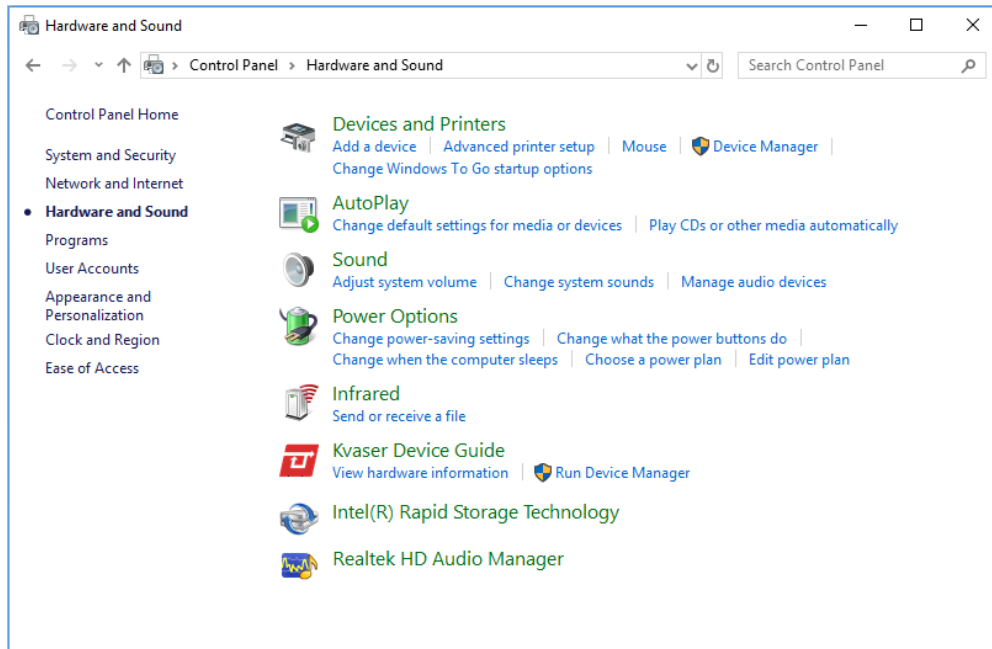 Hardware and Sound
Control Panel > Hardware and Sound
Search Control Panel
Control Panel Home
System and Security
Network and Internet
Hardware and Sound
Programs
User Accounts
Appearance and
Personalization
Clock and Region
Ease of Access
Devices and Printers
Add a device | Advanced printer setup | Mouse | Device Manager |
Change Windows To Go startup options
AutoPlay
Change default settings for media or devices | Play CDs or other media automatically
Sound
Adjust system volume | Change system sounds | Manage audio devices
Power Options
Change power-saving settings | Change what the power buttons do |
Change when the computer sleeps | Choose a power plan | Edit power plan
Infrared
Send or receive a file
Kvaser Device Guide
View hardware information | Run Device Manager
Intel(R) Rapid Storage Technology
Realtek HD Audio Manager